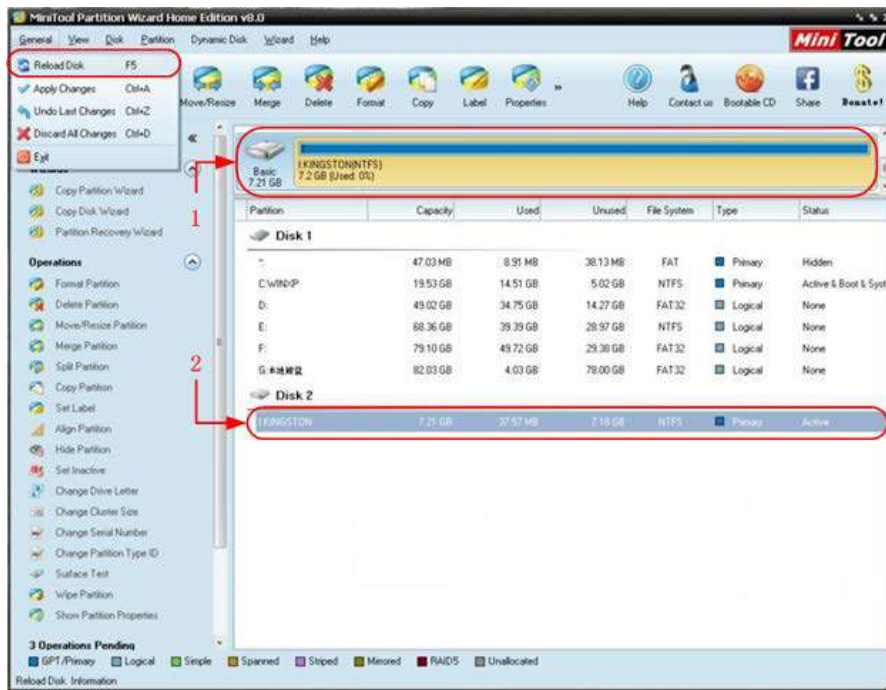 MiniTool Partition Wizard Home Edition v8.0
General View Disk Partition Dynamic Disk Wizard Help
Mini Tool
Reload Disk F5
Apply Changes Ctrl+A
Undo Last Changes Ctrl+Z
Discard All Changes Ctrl+D
Exit
Move/Resize Merge Delete Format Copy Label Properties » Help Contact us Bootable CD Share Donate!
«
Basic
7.21 GB
I:KINGSTON(NTFS)
7.2 GB (Used: 0%)
1
Wizards
Copy Partition Wizard
Copy Disk Wizard
Partition Recovery Wizard
Operations
Format Partition
Delete Partition
Move/Resize Partition
Merge Partition
Split Partition
Copy Partition
Set Label
Align Partition
Hide Partition
Set Inactive
Change Drive Letter
Change Cluster Size
Change Serial Number
Change Partition Type ID
Surface Test
Wipe Partition
Show Partition Properties
3 Operations Pending
2
Partition Capacity Used Unused File System Type Status
Disk 1
*: 47.03 MB 8.91 MB 38.13 MB FAT Primary Hidden
C:WINXP 19.53 GB 14.51 GB 5.02 GB NTFS Primary Active & Boot & Syst
D: 49.02 GB 34.75 GB 14.27 GB FAT32 Logical None
E: 68.36 GB 39.39 GB 28.97 GB NTFS Logical None
F: 79.10 GB 49.72 GB 29.38 GB FAT32 Logical None
G:本地磁盘 82.03 GB 4.03 GB 78.00 GB FAT32 Logical None
Disk 2
I:KINGSTON 7.21 GB 37.57 MB 7.18 GB NTFS Primary Active
GPT/Primary Logical Simple Spanned Striped Mirrored RAID5 Unallocated
Reload Disk Information